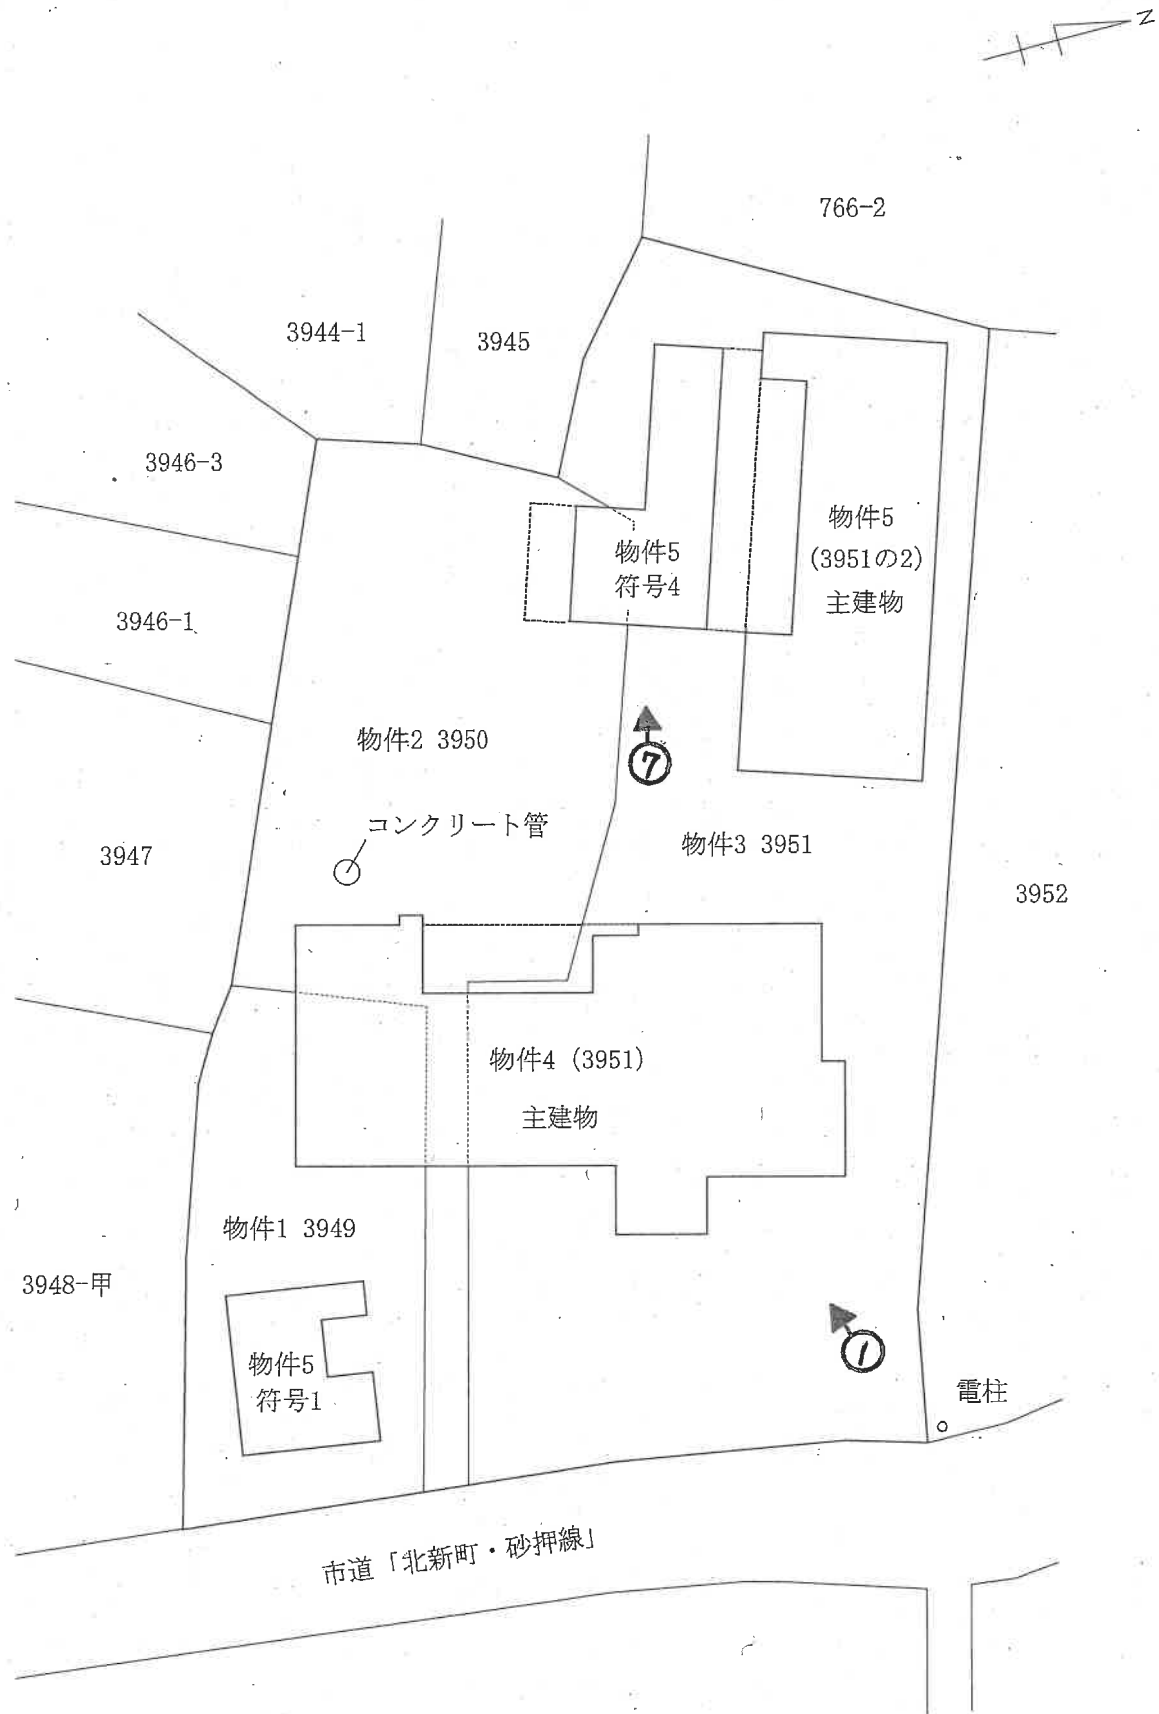 N
766-2
3944-1
3945
3946-3
物件5
(3951の2)
主建物
物件5
符号4
3946-1
物件2 3950
⑦
コンクリート管
物件3 3951
3947
3952
物件4 (3951)
主建物
物件1 3949
3948-甲
①
物件5
符号1
電柱
市道「北新町・砂押線」